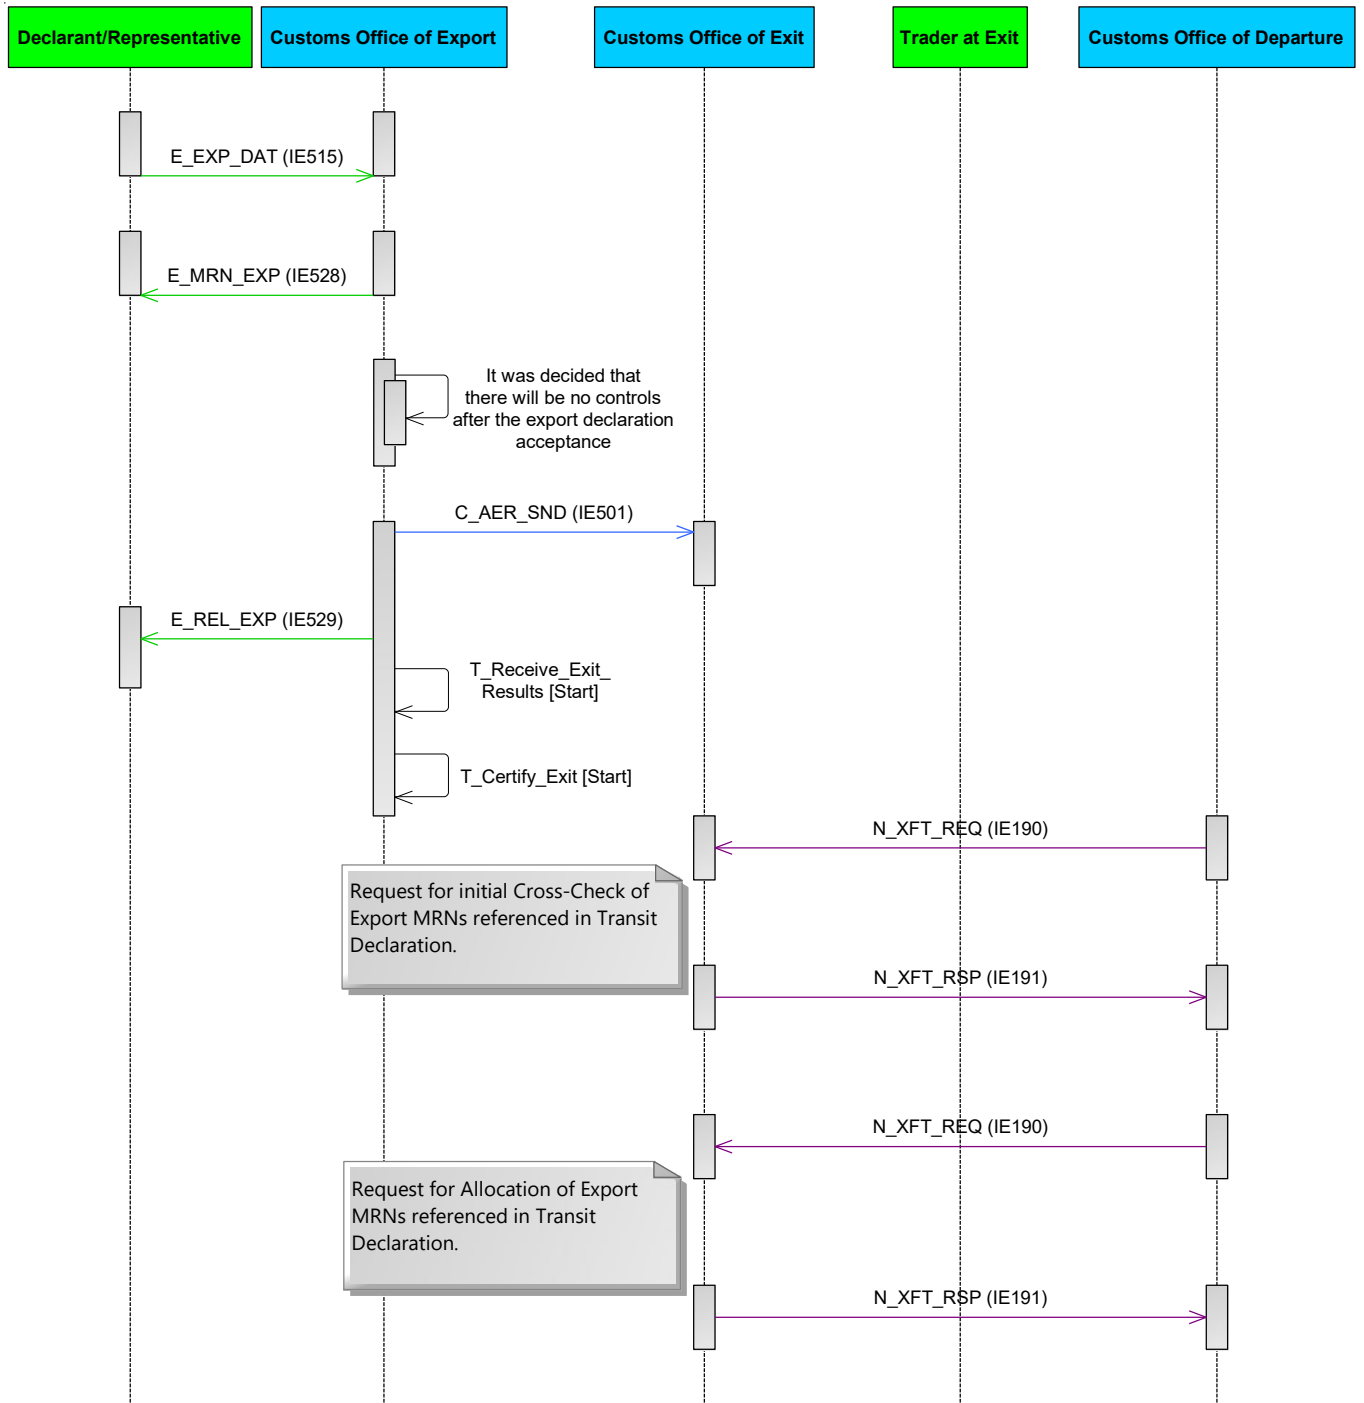 Declarant/Representative
Customs Office of Export
Customs Office of Exit
Trader at Exit
Customs Office of Departure
E_EXP_DAT (IE515)
E_MRN_EXP (IE528)
It was decided that
there will be no controls
after the export declaration
acceptance
C_AER_SND (IE501)
E_REL_EXP (IE529)
T_Receive_Exit_
Results [Start]
T_Certify_Exit [Start]
N_XFT_REQ (IE190)
Request for initial Cross-Check of
Export MRNs referenced in Transit
Declaration.
N_XFT_RSP (IE191)
N_XFT_REQ (IE190)
Request for Allocation of Export
MRNs referenced in Transit
Declaration.
N_XFT_RSP (IE191)